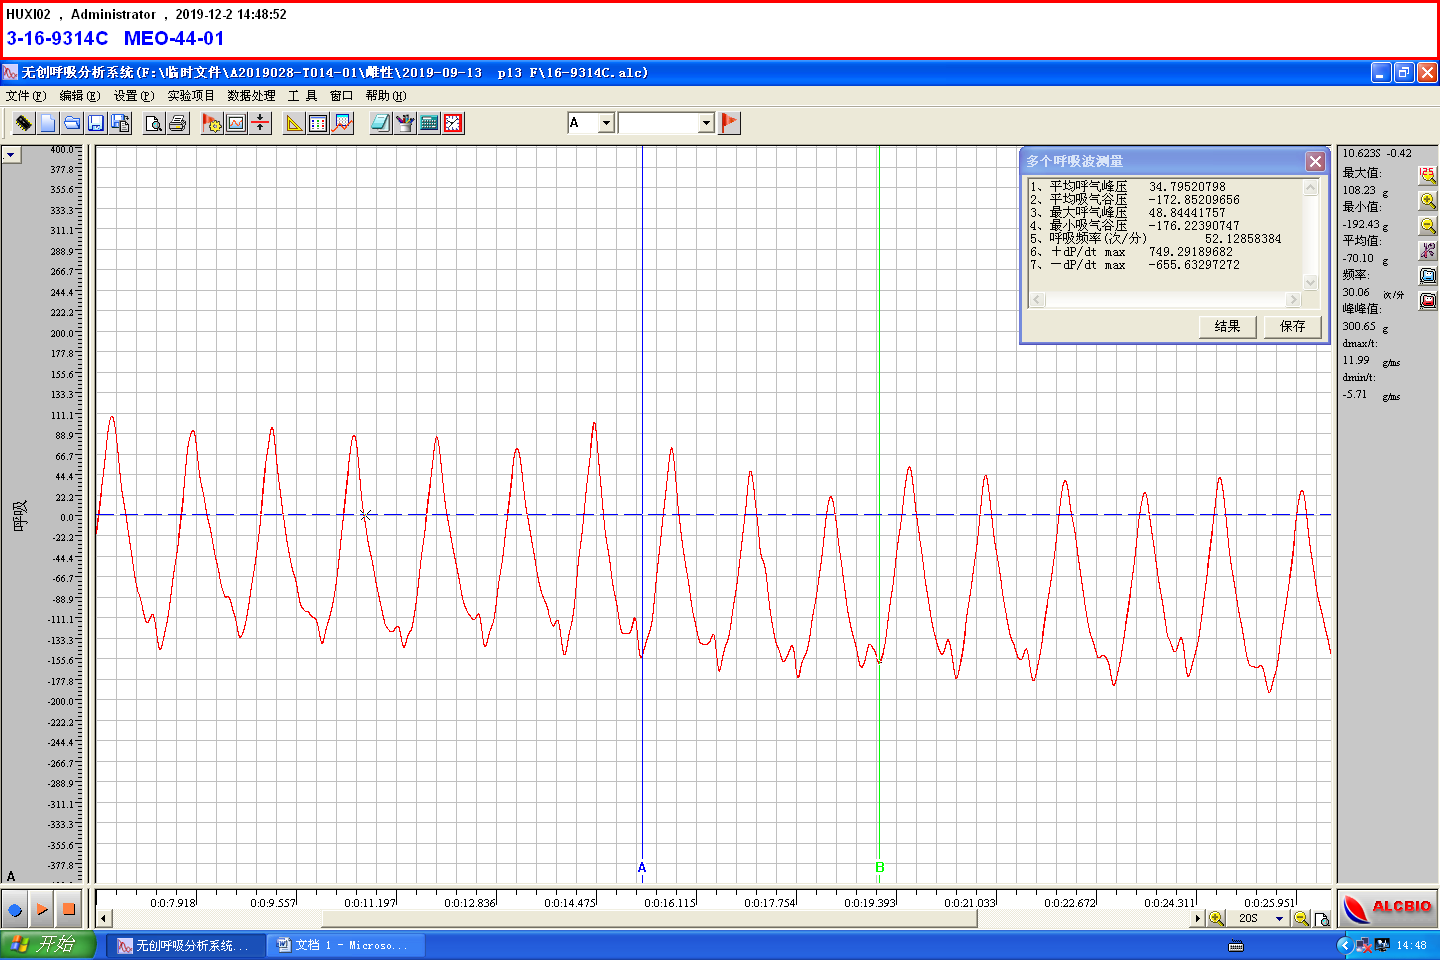 HUXI02 , Administrator , 2019-12-2 14:48:52
3-16-9314C MEO-44-01
无创呼吸分析系统(F:\临时文件\A2019028-T014-01\雌性\2019-09-13 p13 F\16-9314C.alc)
文件(F) 编辑(E) 设置(P) 实验项目 数据处理 工 具 窗口 帮助(H)
A
400.0
377.8
355.6
333.3
311.1
288.9
266.7
244.4
222.2
200.0
177.8
155.6
133.3
111.1
88.9
66.7
44.4
22.2
0.0
-22.2
-44.4
-66.7
-88.9
-111.1
-133.3
-155.6
-177.8
-200.0
-222.2
-244.4
-266.7
-288.9
-311.1
-333.3
-355.6
-377.8
呼吸
A
A
B
多个呼吸波测量
1、平均呼气峰压 34.79520798
2、平均吸气谷压 -172.85209656
3、最大呼气峰压 48.84441757
4、最小吸气谷压 -176.22390747
5、呼吸频率(次/分) 52.12858384
6、＋dP/dt max 749.29189682
7、－dP/dt max -655.63297272
结果 保存
10.623S -0.42
最大值:
108.23 g
最小值:
-192.43 g
平均值:
-70.10 g
频率:
30.06 次/分
峰峰值:
300.65 g
dmax/t:
11.99 g/ms
dmin/t:
-5.71 g/ms
125
0:0:7.918 0:0:9.557 0:0:11.197 0:0:12.836 0:0:14.475 0:0:16.115 0:0:17.754 0:0:19.393 0:0:21.033 0:0:22.672 0:0:24.311 0:0:25.951
20S
ALCBIO
开始 无创呼吸分析系统... 文档 1 - Microso... 14:48